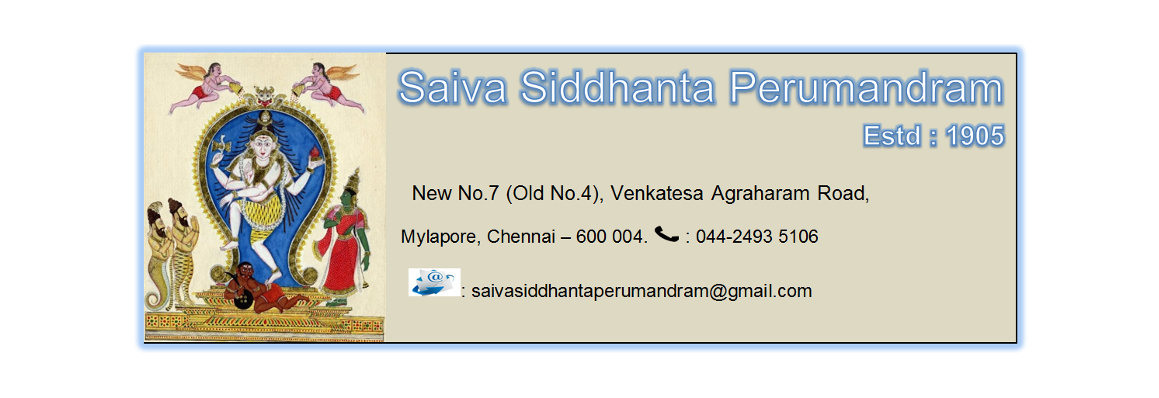 Saiva Siddhanta Perumandram
Estd : 1905
New No.7 (Old No.4), Venkatesa Agraharam Road,
Mylapore, Chennai – 600 004. : 044-2493 5106
@
: saivasiddhantaperumandram@gmail.com